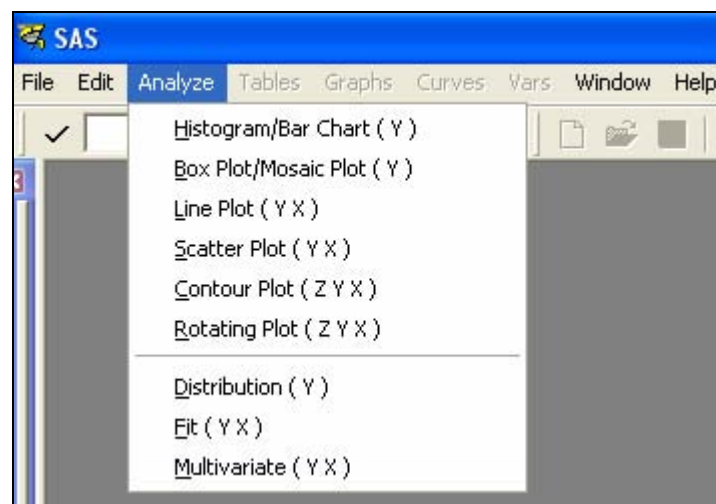 SAS
File Edit Analyze Tables Graphs Curves Vars Window Help
Histogram/Bar Chart ( Y )
Box Plot/Mosaic Plot ( Y )
Line Plot ( Y X )
Scatter Plot ( Y X )
Contour Plot ( Z Y X )
Rotating Plot ( Z Y X )
Distribution ( Y )
Fit ( Y X )
Multivariate ( Y X )